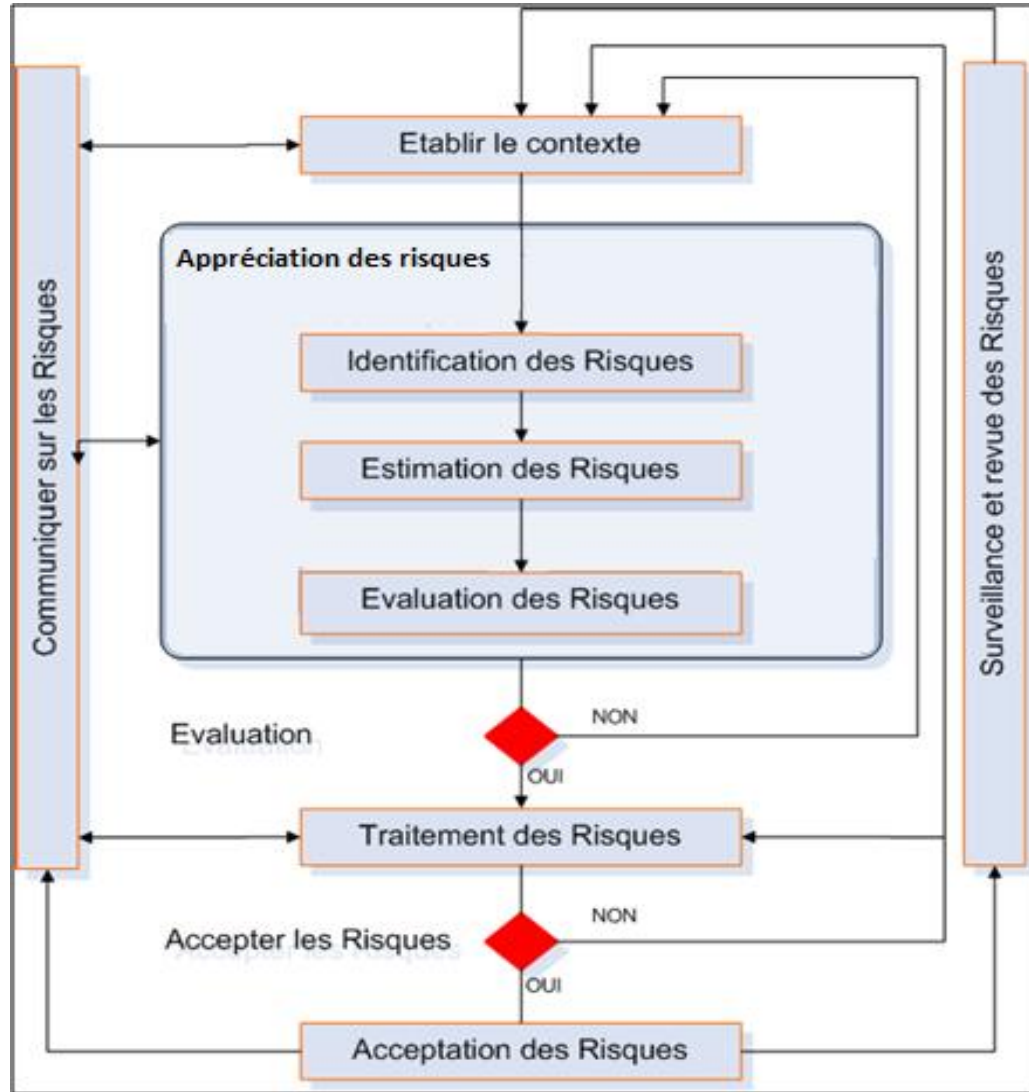 Etablir le contexte
Appréciation des risques
Identification des Risques
Estimation des Risques
Evaluation des Risques
Evaluation
NON
OUI
Traitement des Risques
Accepter les Risques
NON
OUI
Acceptation des Risques
Communiquer sur les Risques
Surveillance et revue des Risques